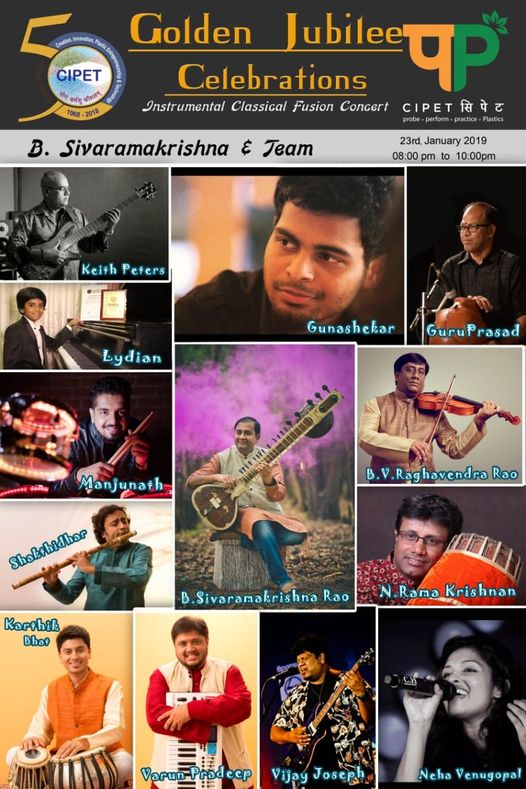 Golden Jubilee
Celebrations
Instrumental Classical Fusion Concert
CIPET
1968 - 2018
पP
CIPET सिपेट
probe - perform - practice - Plastics
B. Sivaramakrishna & Team
23rd, January 2019
08:00 pm to 10:00pm
Keith Peters
Gunashekar
GuruPrasad
Lydian
Manjunath
B.V.Raghavendra Rao
Shakthidhar
B.Sivaramakrishna Rao
N.Rama Krishnan
Karthik
Bhat
Varun Pradeep
Vijay Joseph
Neha Venugopal